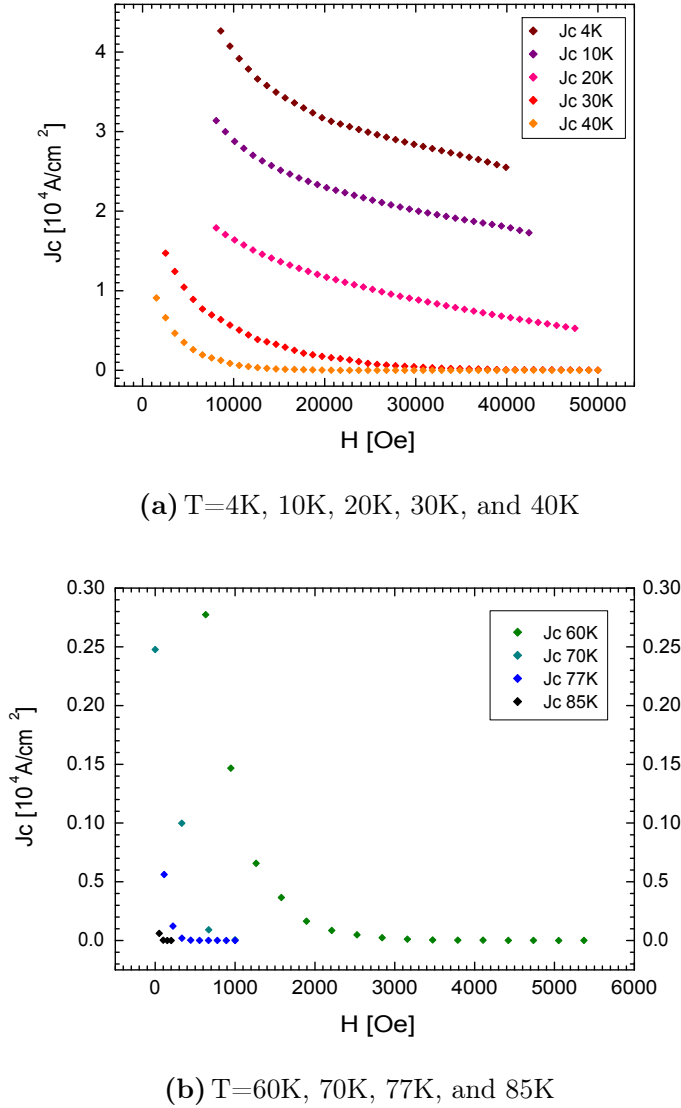 4
3
2
1
0
Jc [10⁴A/cm ²]
Jc 4K
Jc 10K
Jc 20K
Jc 30K
Jc 40K
0 10000 20000 30000 40000 50000
H [Oe]
(a) T=4K, 10K, 20K, 30K, and 40K
0.30 0.30
0.25 0.25
0.20 0.20
0.15 0.15
0.10 0.10
0.5 0.5
0.0 0.0
Jc [10⁴A/cm ²]
Jc 60K
Jc 70K
Jc 77K
Jc 85K
0 1000 2000 3000 4000 5000 6000
H [Oe]
(b) T=60K, 70K, 77K, and 85K